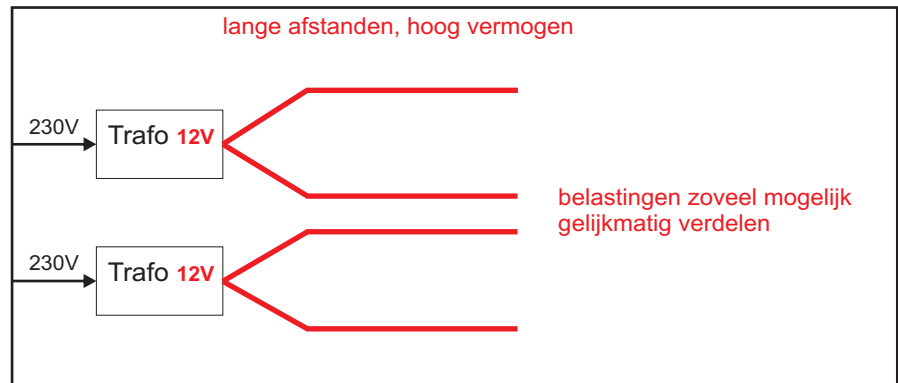 lange afstanden, hoog vermogen
230V
Trafo 12V
belastingen zoveel mogelijk
gelijkmatig verdelen
230V
Trafo 12V